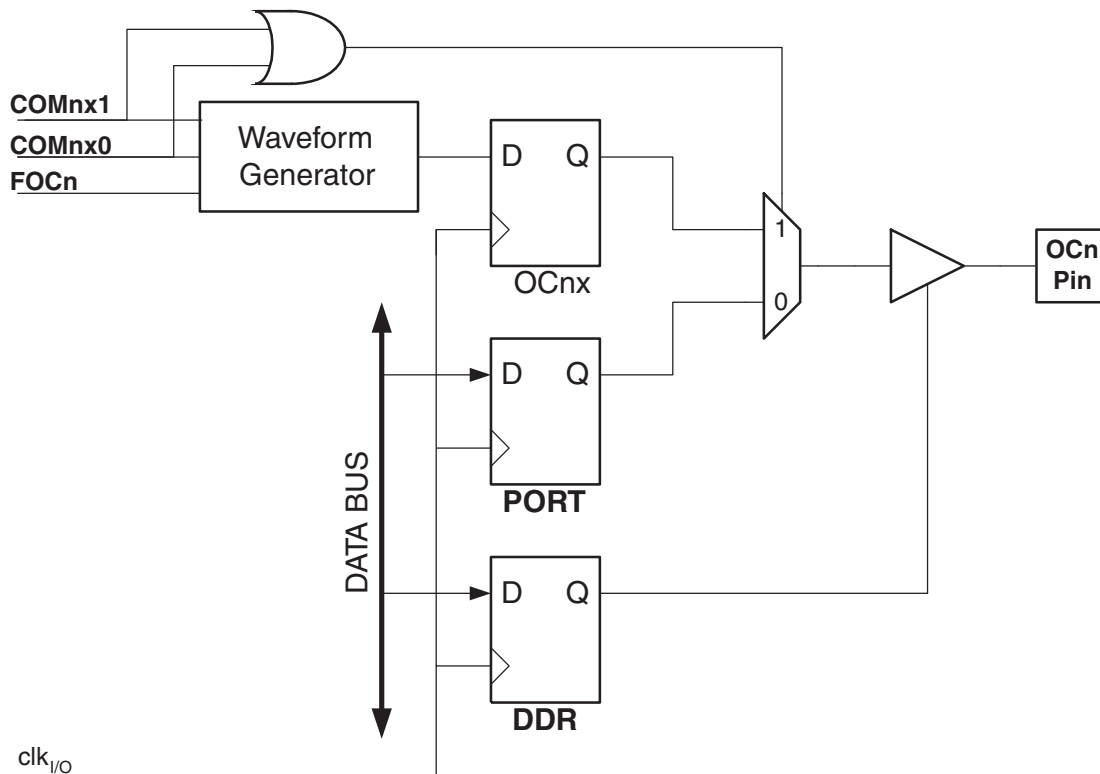 COMnx1
COMnx0
FOCn
Waveform
Generator
D Q
OCnx
1
0
OCn
Pin
D Q
PORT
DATA BUS
D Q
DDR
clkI/O